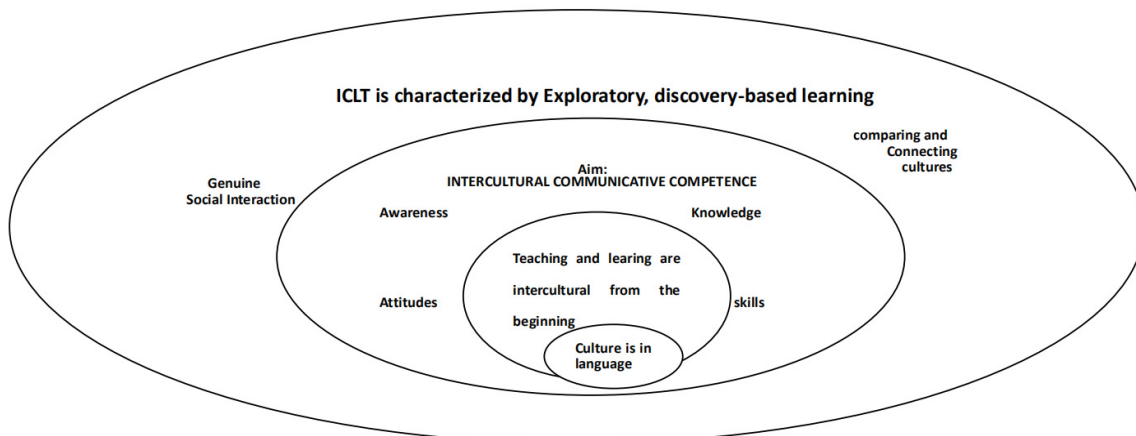 ICLT is characterized by Exploratory, discovery-based learning
comparing and
Connecting
cultures
Genuine
Social Interaction
Aim:
INTERCULTURAL COMMUNICATIVE COMPETENCE
Awareness
Knowledge
Teaching and learing are
intercultural from the
beginning
Attitudes
skills
Culture is in
language